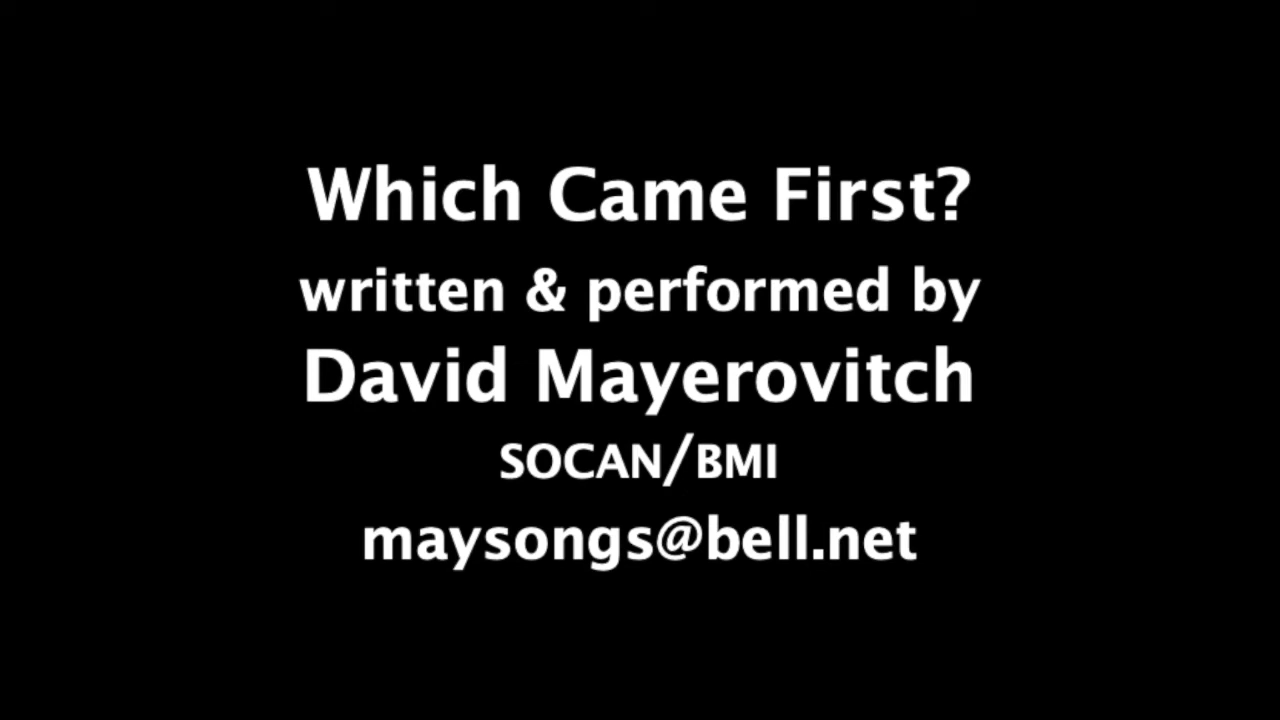 Which Came First?
written & performed by
David Mayerovitch
SOCAN/BMI
maysongs@bell.net